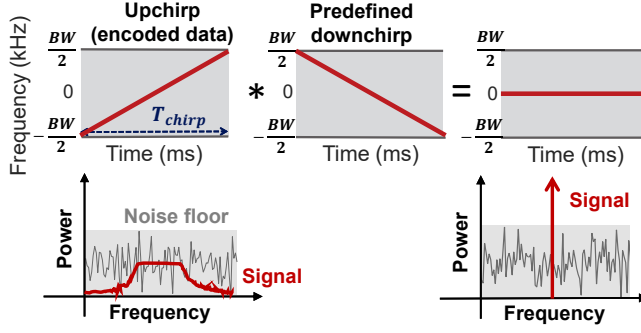 Upchirp
(encoded data)
Predefined
downchirp
Frequency (kHz)
BW/2
0
-BW/2
T_chirp
Time (ms)
*
BW/2
0
-BW/2
Time (ms)
=
BW/2
0
-BW/2
Time (ms)
Power
Noise floor
Signal
Frequency
Power
Signal
Frequency